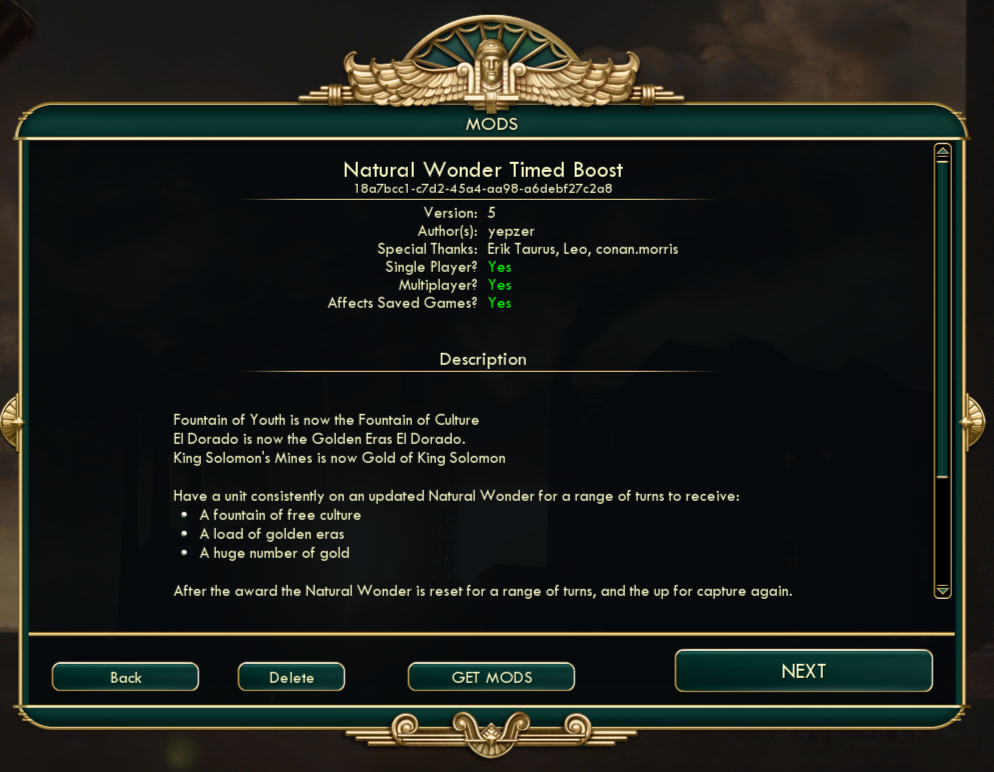 MODS
Natural Wonder Timed Boost
18a7bcc1-c7d2-45a4-aa98-a6debf27c2a8
Version: 5
Author(s): yepzer
Special Thanks: Erik Taurus, Leo, conan.morris
Single Player? Yes
Multiplayer? Yes
Affects Saved Games? Yes
Description
Fountain of Youth is now the Fountain of Culture
El Dorado is now the Golden Eras El Dorado.
King Solomon's Mines is now Gold of King Solomon
Have a unit consistently on an updated Natural Wonder for a range of turns to receive:
• A fountain of free culture
• A load of golden eras
• A huge number of gold
After the award the Natural Wonder is reset for a range of turns, and the up for capture again.
Back Delete GET MODS NEXT